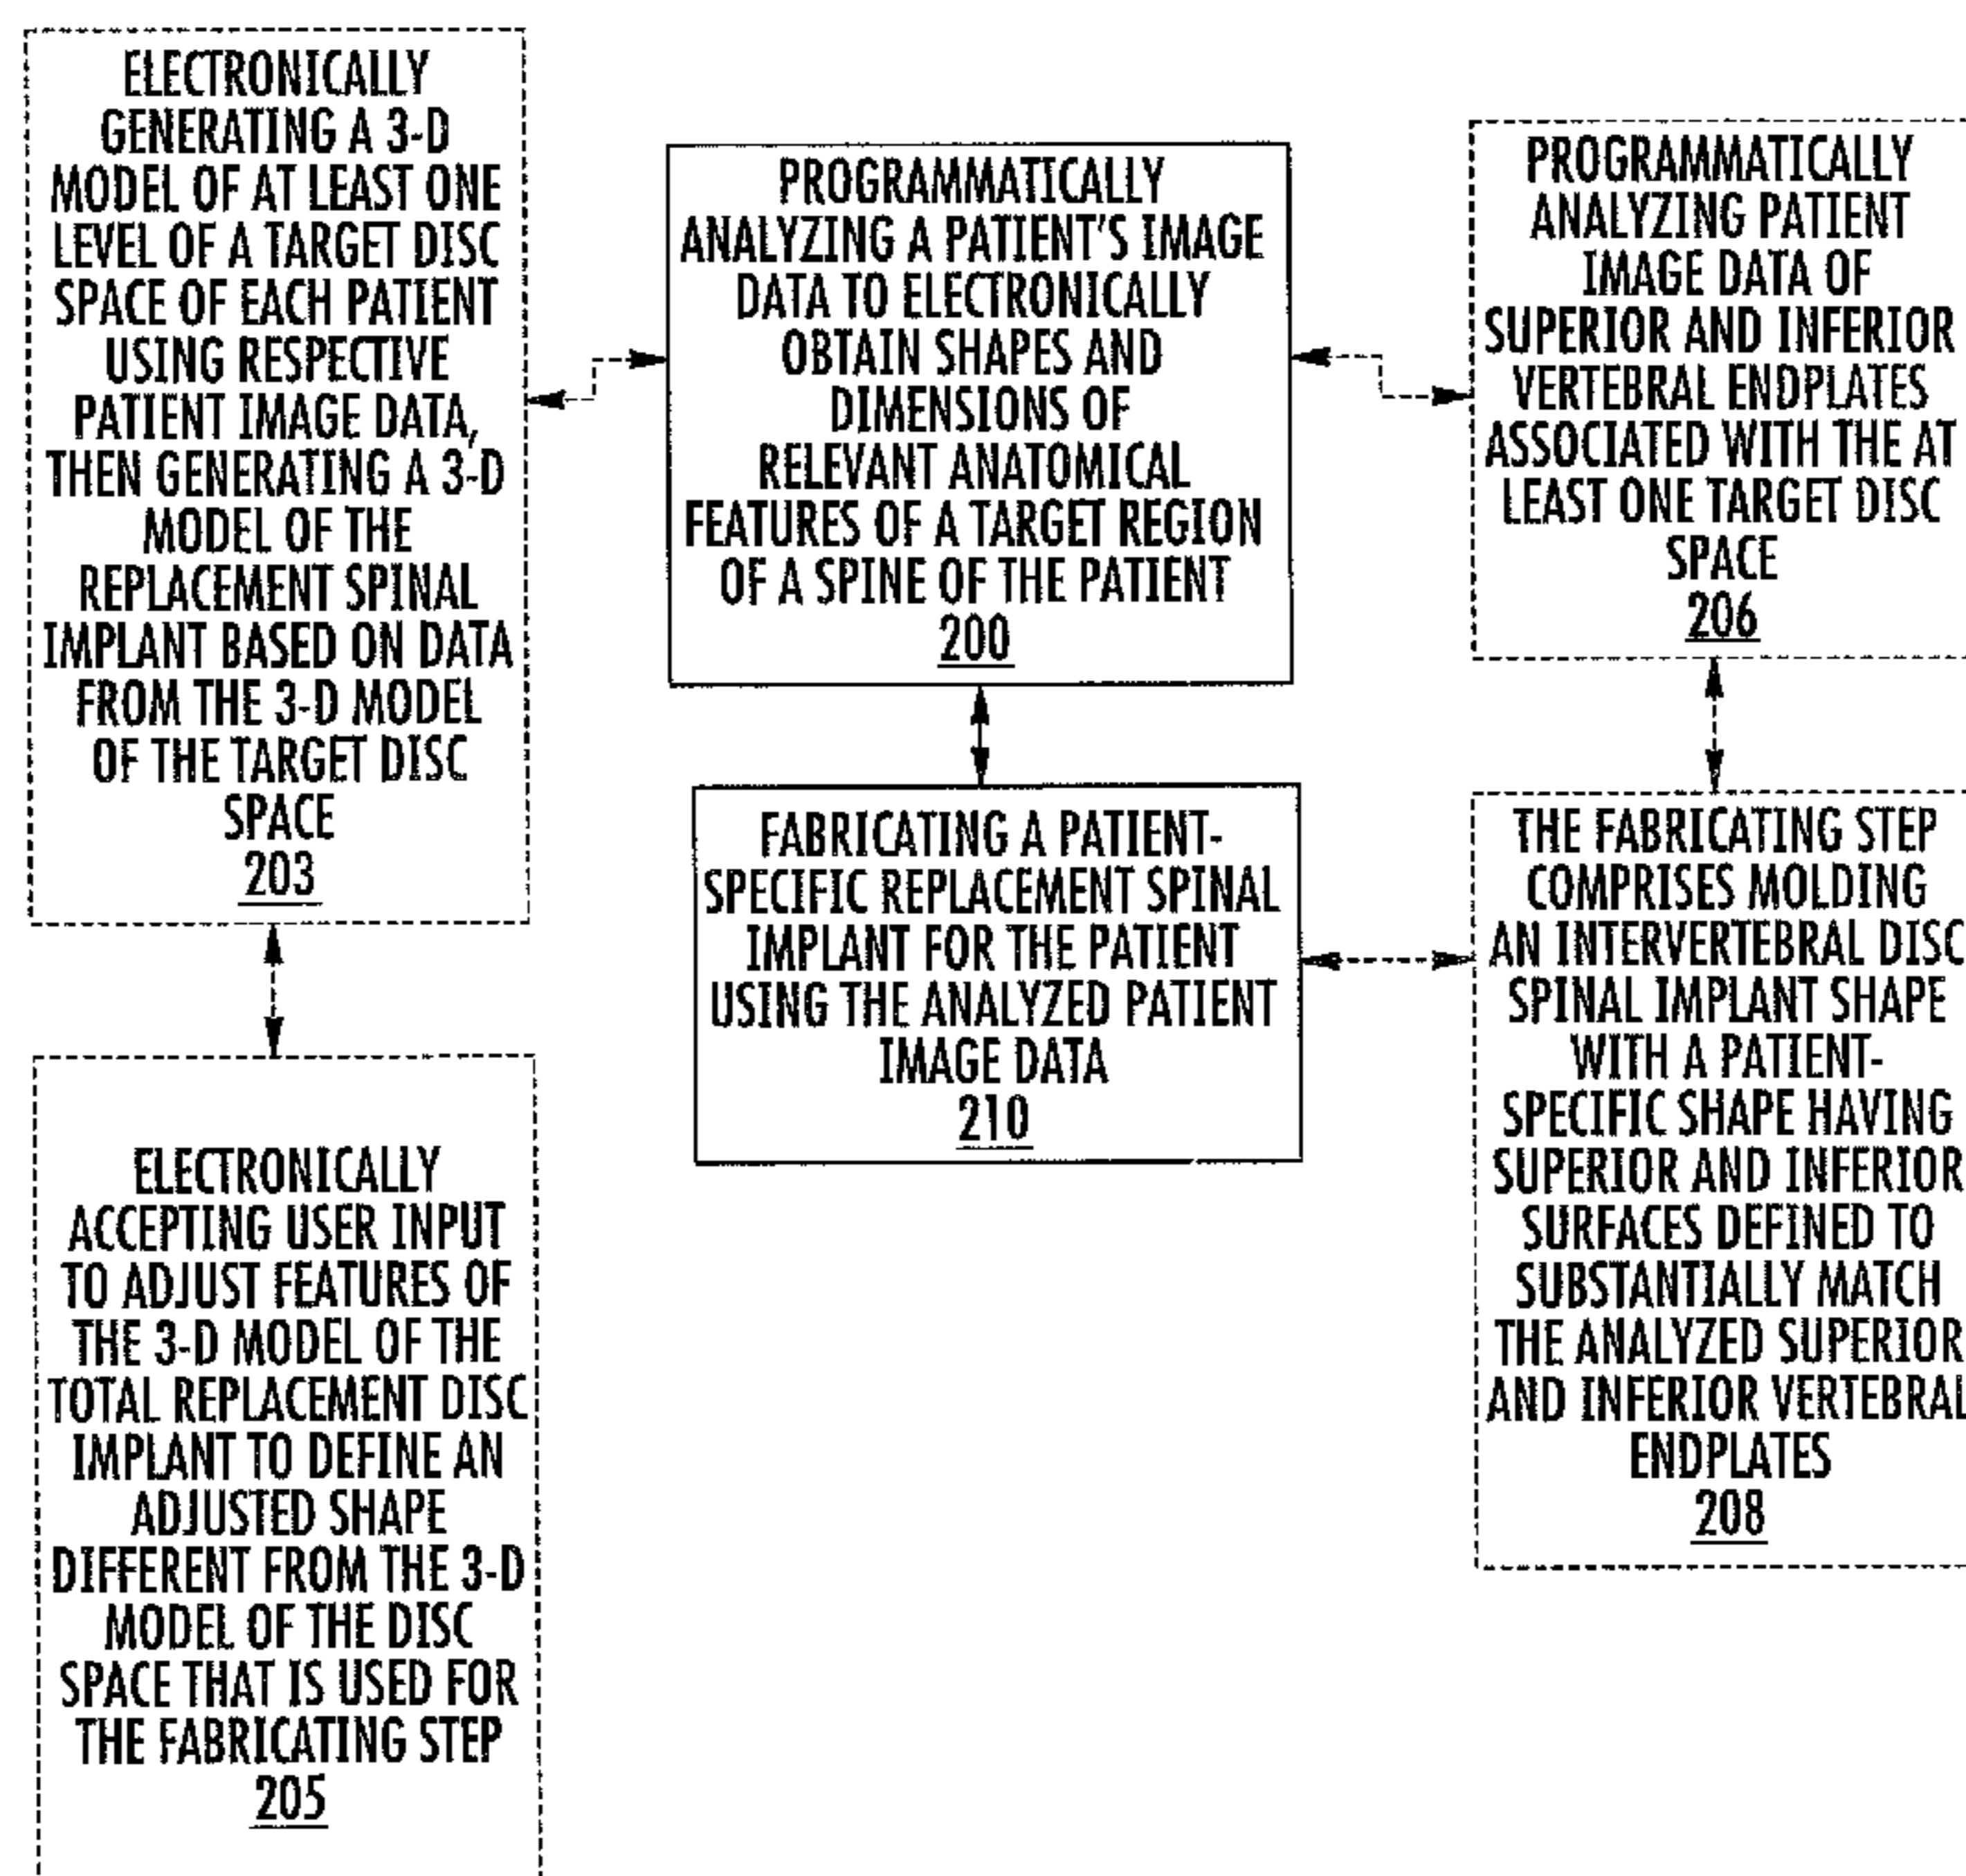 ELECTRONICALLY
GENERATING A 3-D
MODEL OF AT LEAST ONE
LEVEL OF A TARGET DISC
SPACE OF EACH PATIENT
USING RESPECTIVE
PATIENT IMAGE DATA,
THEN GENERATING A 3-D
MODEL OF THE
REPLACEMENT SPINAL
IMPLANT BASED ON DATA
FROM THE 3-D MODEL
OF THE TARGET DISC
SPACE
203
ELECTRONICALLY
ACCEPTING USER INPUT
TO ADJUST FEATURES OF
THE 3-D MODEL OF THE
TOTAL REPLACEMENT DISC
IMPLANT TO DEFINE AN
ADJUSTED SHAPE
DIFFERENT FROM THE 3-D
MODEL OF THE DISC
SPACE THAT IS USED FOR
THE FABRICATING STEP
205
PROGRAMMATICALLY
ANALYZING A PATIENT'S IMAGE
DATA TO ELECTRONICALLY
OBTAIN SHAPES AND
DIMENSIONS OF
RELEVANT ANATOMICAL
FEATURES OF A TARGET REGION
OF A SPINE OF THE PATIENT
200
FABRICATING A PATIENT-
SPECIFIC REPLACEMENT SPINAL
IMPLANT FOR THE PATIENT
USING THE ANALYZED PATIENT
IMAGE DATA
210
PROGRAMMATICALLY
ANALYZING PATIENT
IMAGE DATA OF
SUPERIOR AND INFERIOR
VERTEBRAL ENDPLATES
ASSOCIATED WITH THE AT
LEAST ONE TARGET DISC
SPACE
206
THE FABRICATING STEP
COMPRISES MOLDING
AN INTERVERTEBRAL DISC
SPINAL IMPLANT SHAPE
WITH A PATIENT-
SPECIFIC SHAPE HAVING
SUPERIOR AND INFERIOR
SURFACES DEFINED TO
SUBSTANTIALLY MATCH
THE ANALYZED SUPERIOR
AND INFERIOR VERTEBRAL
ENDPLATES
208